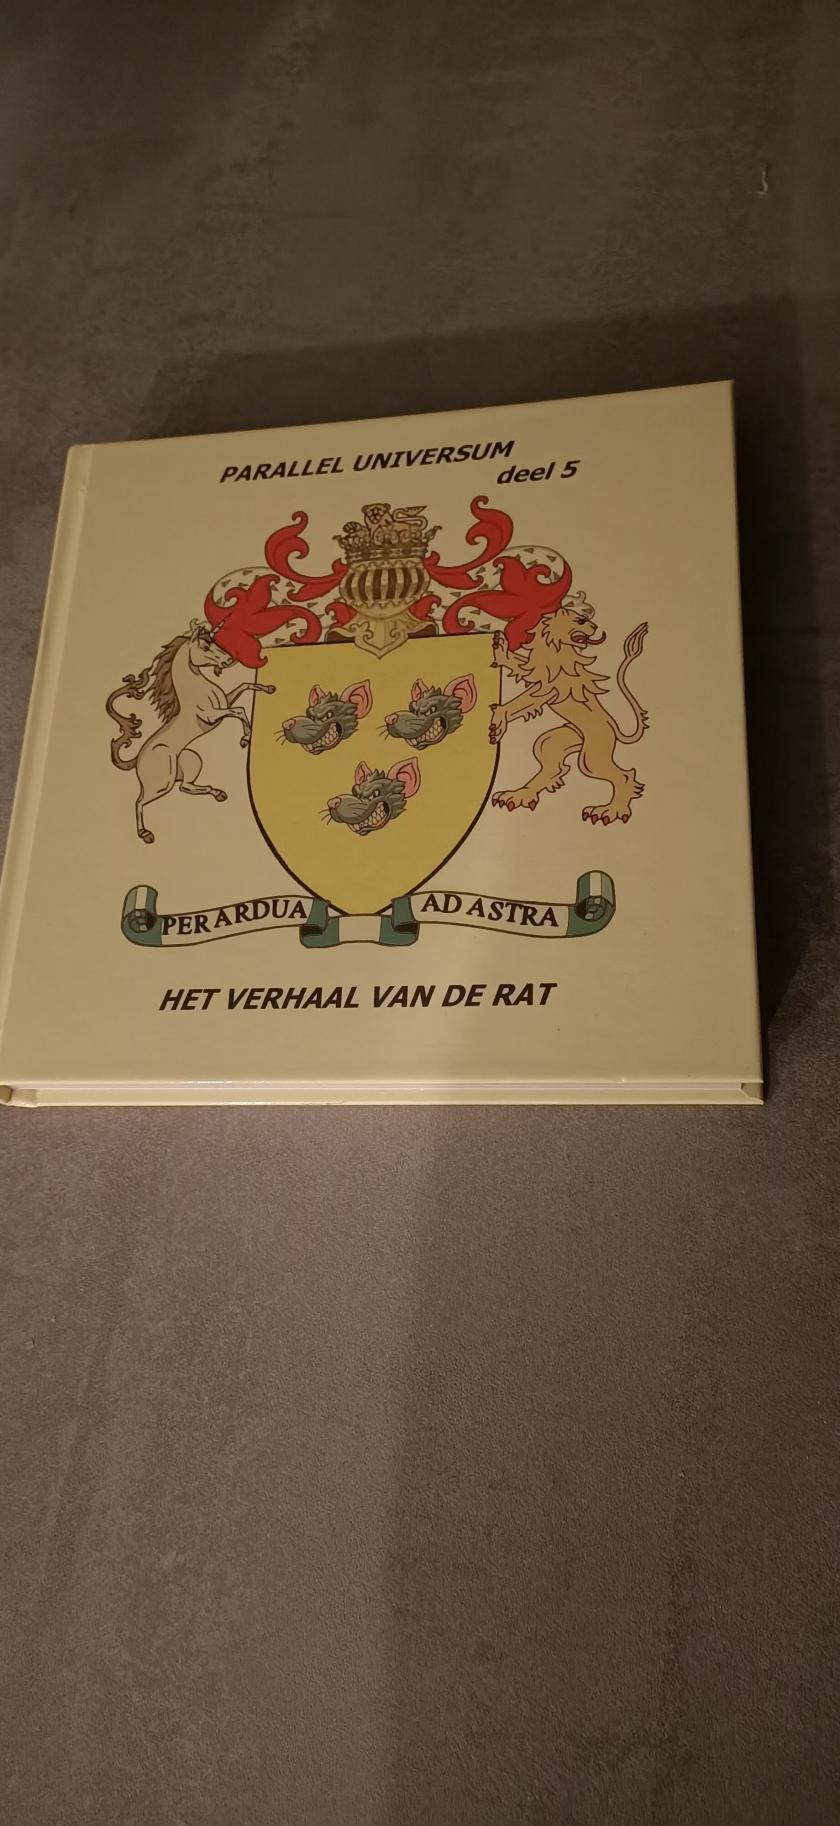 PARALLEL UNIVERSUM
deel 5
PER ARDUA AD ASTRA
HET VERHAAL VAN DE RAT